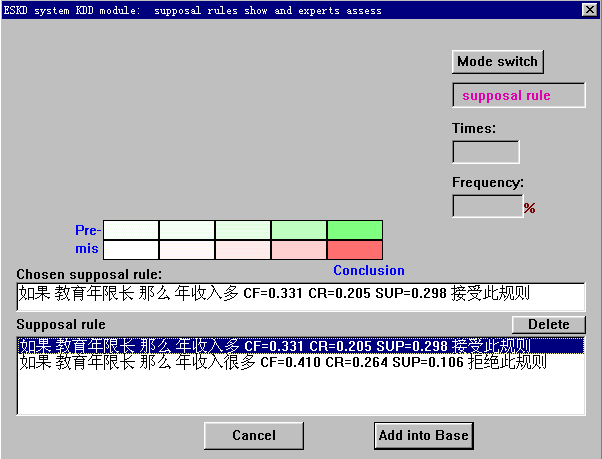 ESKD system KDD module: supposal rules show and experts assess
Mode switch
supposal rule
Times:
Frequency:
%
Pre-
mis
Conclusion
Chosen supposal rule:
如果 教育年限长 那么 年收入多 CF=0.331 CR=0.205 SUP=0.298 接受此规则
Supposal rule
Delete
如果 教育年限长 那么 年收入多 CF=0.331 CR=0.205 SUP=0.298 接受此规则
如果 教育年限长 那么 年收入很多 CF=0.410 CR=0.264 SUP=0.106 拒绝此规则
Cancel
Add into Base